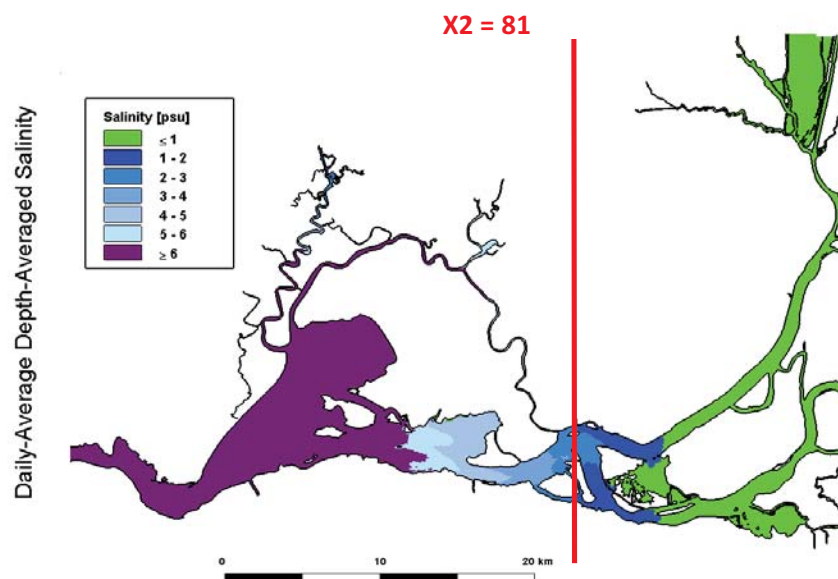 X2 = 81
Daily-Average Depth-Averaged Salinity
Salinity [psu]
≤ 1
1 - 2
2 - 3
3 - 4
4 - 5
5 - 6
≥ 6
0 10 20 km